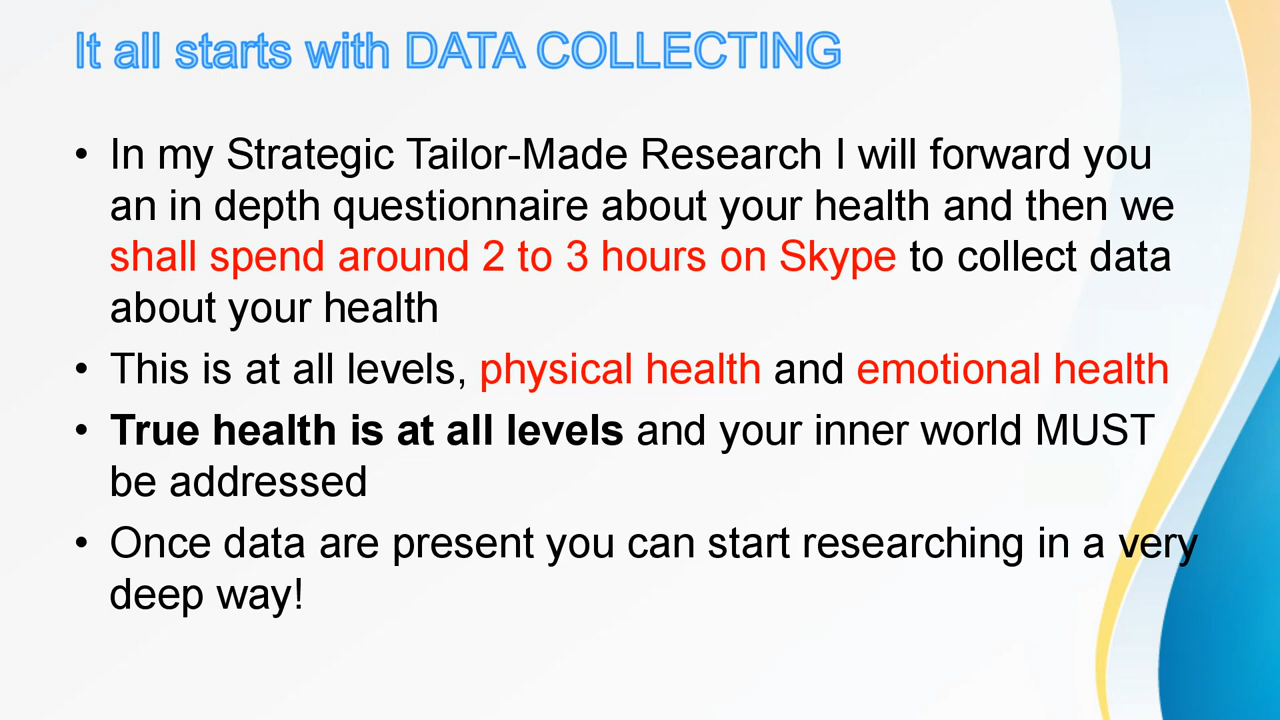 It all starts with DATA COLLECTING
• In my Strategic Tailor-Made Research I will forward you
an in depth questionnaire about your health and then we
shall spend around 2 to 3 hours on Skype to collect data
about your health
• This is at all levels, physical health and emotional health
• True health is at all levels and your inner world MUST
be addressed
• Once data are present you can start researching in a very
deep way!